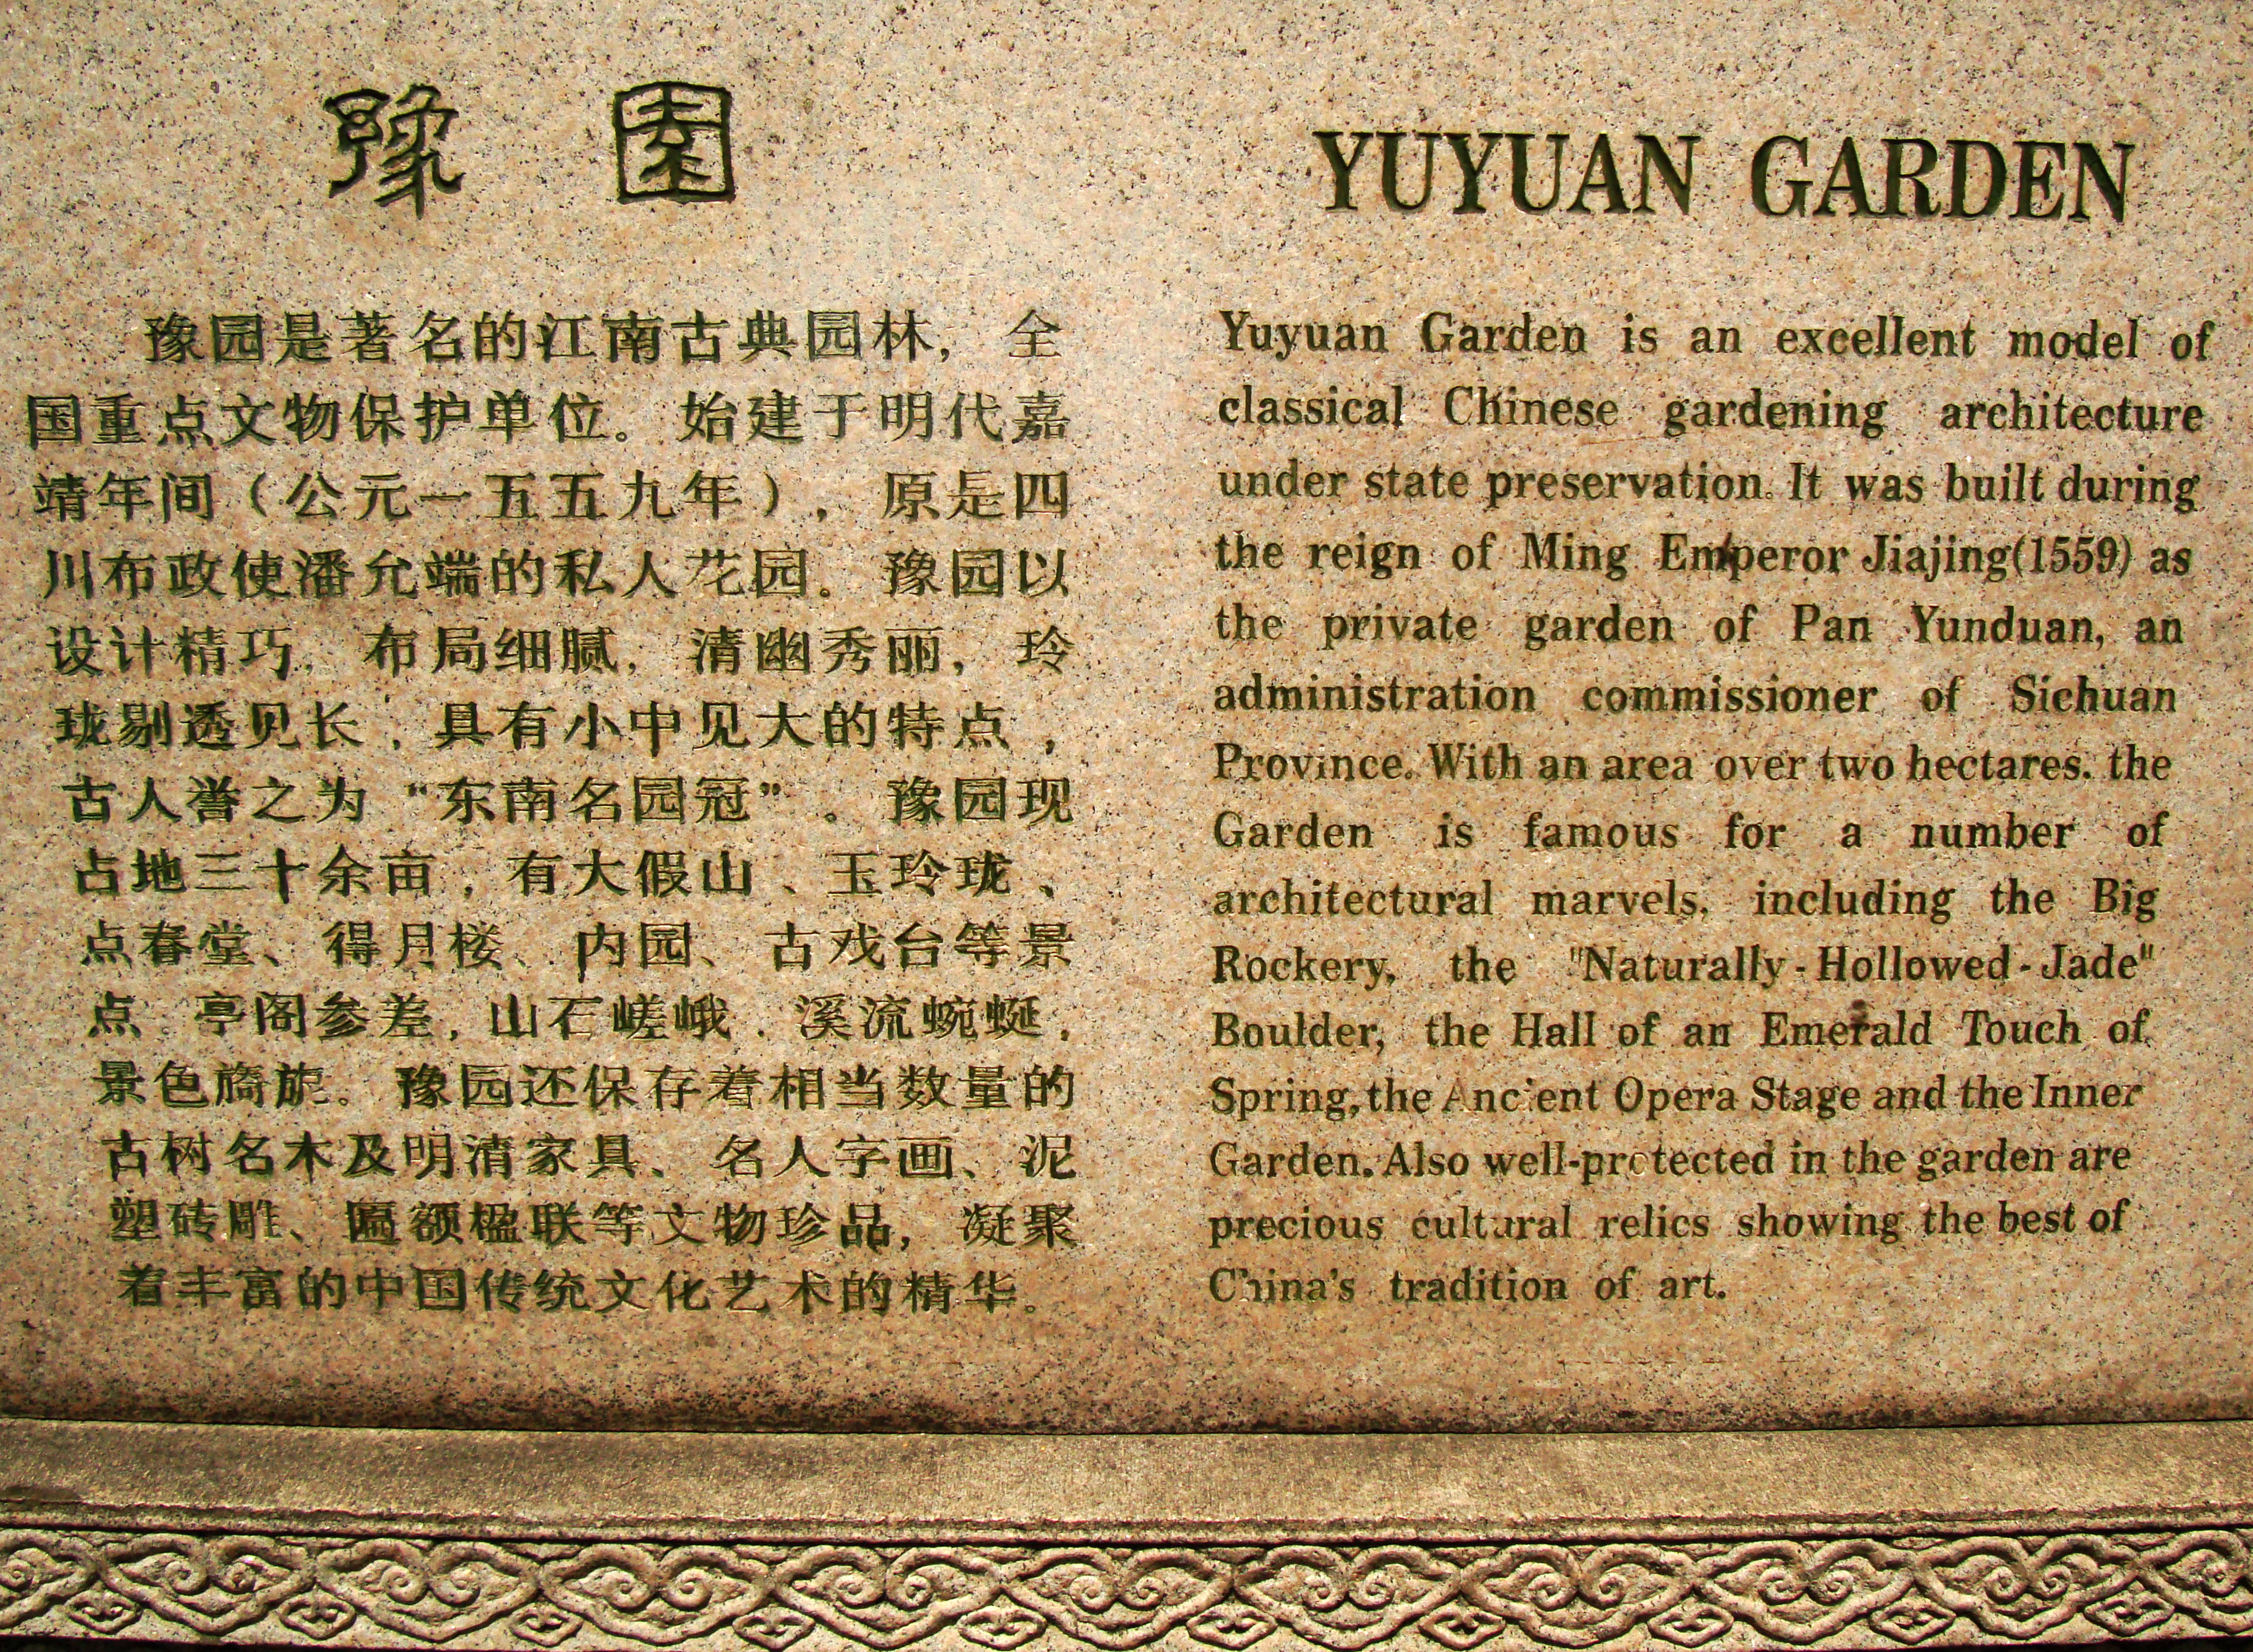 豫園
豫园是著名的江南古典园林，全
国重点文物保护单位。始建于明代嘉
靖年间（公元一五五九年），原是四
川布政使潘允端的私人花园。豫园以
设计精巧，布局细腻，清幽秀丽，玲
珑剔透见长，具有小中见大的特点，
古人誉之为“东南名园冠”。豫园现
占地三十余亩，有大假山、玉玲珑、
点春堂、得月楼、内园、古戏台等景
点 亭阁参差，山石嵯峨，溪流蜿蜒，
景色旖旎。豫园还保存着相当数量的
古树名木及明清家具、名人字画、泥
塑砖雕、匾额楹联等文物珍品，凝聚
着丰富的中国传统文化艺术的精华。
YUYUAN GARDEN
Yuyuan Garden is an excellent model of
classical Chinese gardening architecture
under state preservation. It was built during
the reign of Ming Emperor Jiajing(1559) as
the private garden of Pan Yunduan, an
administration commissioner of Sichuan
Province. With an area over two hectares. the
Garden is famous for a number of
architectural marvels, including the Big
Rockery, the "Naturally-Hollowed-Jade"
Boulder, the Hall of an Emerald Touch of
Spring, the Ancient Opera Stage and the Inner
Garden. Also well-protected in the garden are
precious cultural relics showing the best of
China's tradition of art.